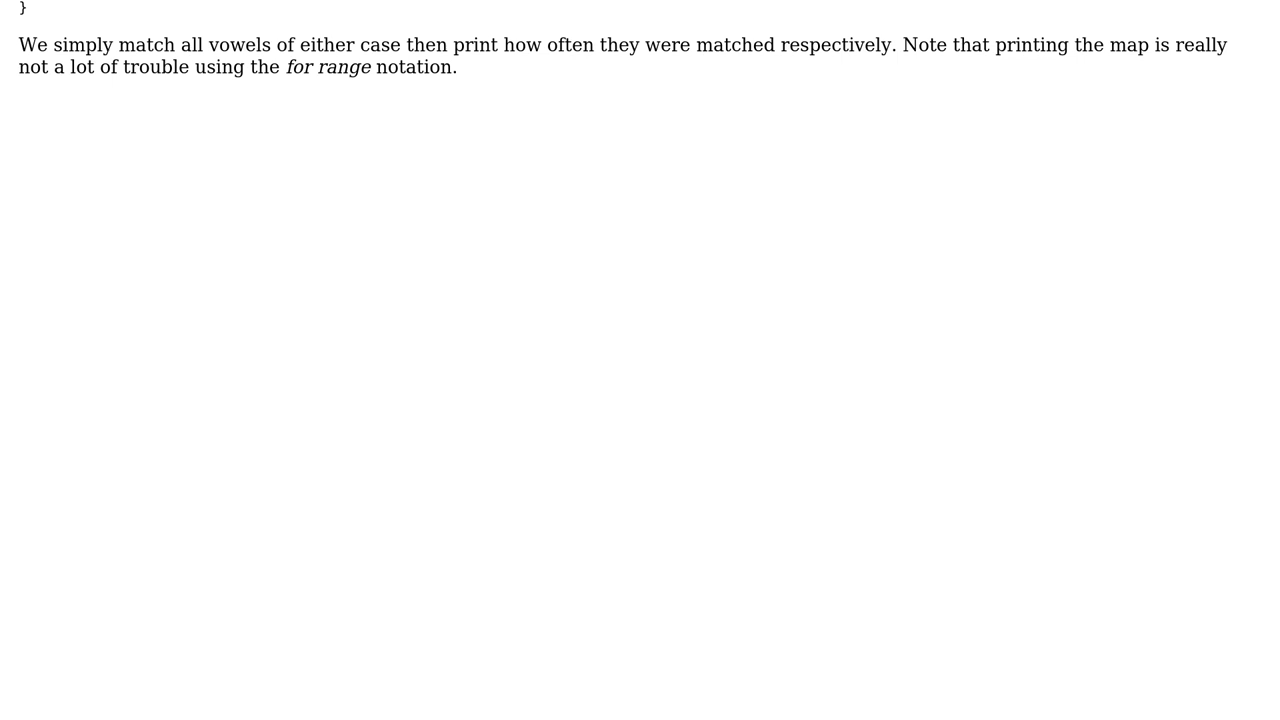 }
We simply match all vowels of either case then print how often they were matched respectively. Note that printing the map is really
not a lot of trouble using the for range notation.